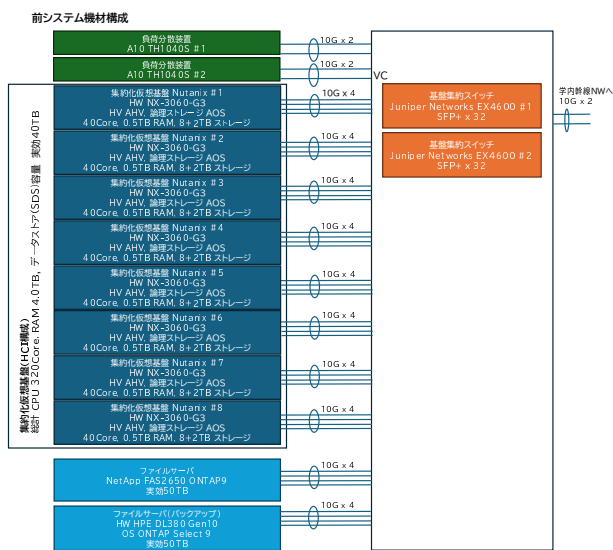 前システム機材構成
負荷分散装置
A10 TH1040S #1
10G x 2
負荷分散装置
A10 TH1040S #2
10G x 2
VC
集約化仮想基盤 Nutanix #1
HW NX-3060-G3
HV AHV, 論理ストレージ AOS
40Core, 0.5TB RAM, 8+2TB ストレージ
10G x 4
集約化仮想基盤 Nutanix #2
HW NX-3060-G3
HV AHV, 論理ストレージ AOS
40Core, 0.5TB RAM, 8+2TB ストレージ
10G x 4
集約化仮想基盤 Nutanix #3
HW NX-3060-G3
HV AHV, 論理ストレージ AOS
40Core, 0.5TB RAM, 8+2TB ストレージ
10G x 4
集約化仮想基盤 Nutanix #4
HW NX-3060-G3
HV AHV, 論理ストレージ AOS
40Core, 0.5TB RAM, 8+2TB ストレージ
10G x 4
集約化仮想基盤 Nutanix #5
HW NX-3060-G3
HV AHV, 論理ストレージ AOS
40Core, 0.5TB RAM, 8+2TB ストレージ
10G x 4
集約化仮想基盤 Nutanix #6
HW NX-3060-G3
HV AHV, 論理ストレージ AOS
40Core, 0.5TB RAM, 8+2TB ストレージ
10G x 4
集約化仮想基盤 Nutanix #7
HW NX-3060-G3
HV AHV, 論理ストレージ AOS
40Core, 0.5TB RAM, 8+2TB ストレージ
10G x 4
集約化仮想基盤 Nutanix #8
HW NX-3060-G3
HV AHV, 論理ストレージ AOS
40Core, 0.5TB RAM, 8+2TB ストレージ
10G x 4
集約化仮想基盤(HCI構成)
総計 CPU 320Core, RAM 4.0TB, データストア(SDS)容量 実効40TB
ファイルサーバ
NetApp FAS2650 ONTAP9
実効50TB
10G x 4
ファイルサーバ(バックアップ)
HW HPE DL380 Gen10
OS ONTAP Select 9
実効50TB
10G x 4
基盤集約スイッチ
Juniper Networks EX4600 #1
SFP+ x 32
基盤集約スイッチ
Juniper Networks EX4600 #2
SFP+ x 32
学内幹線NWへ
10G x 2